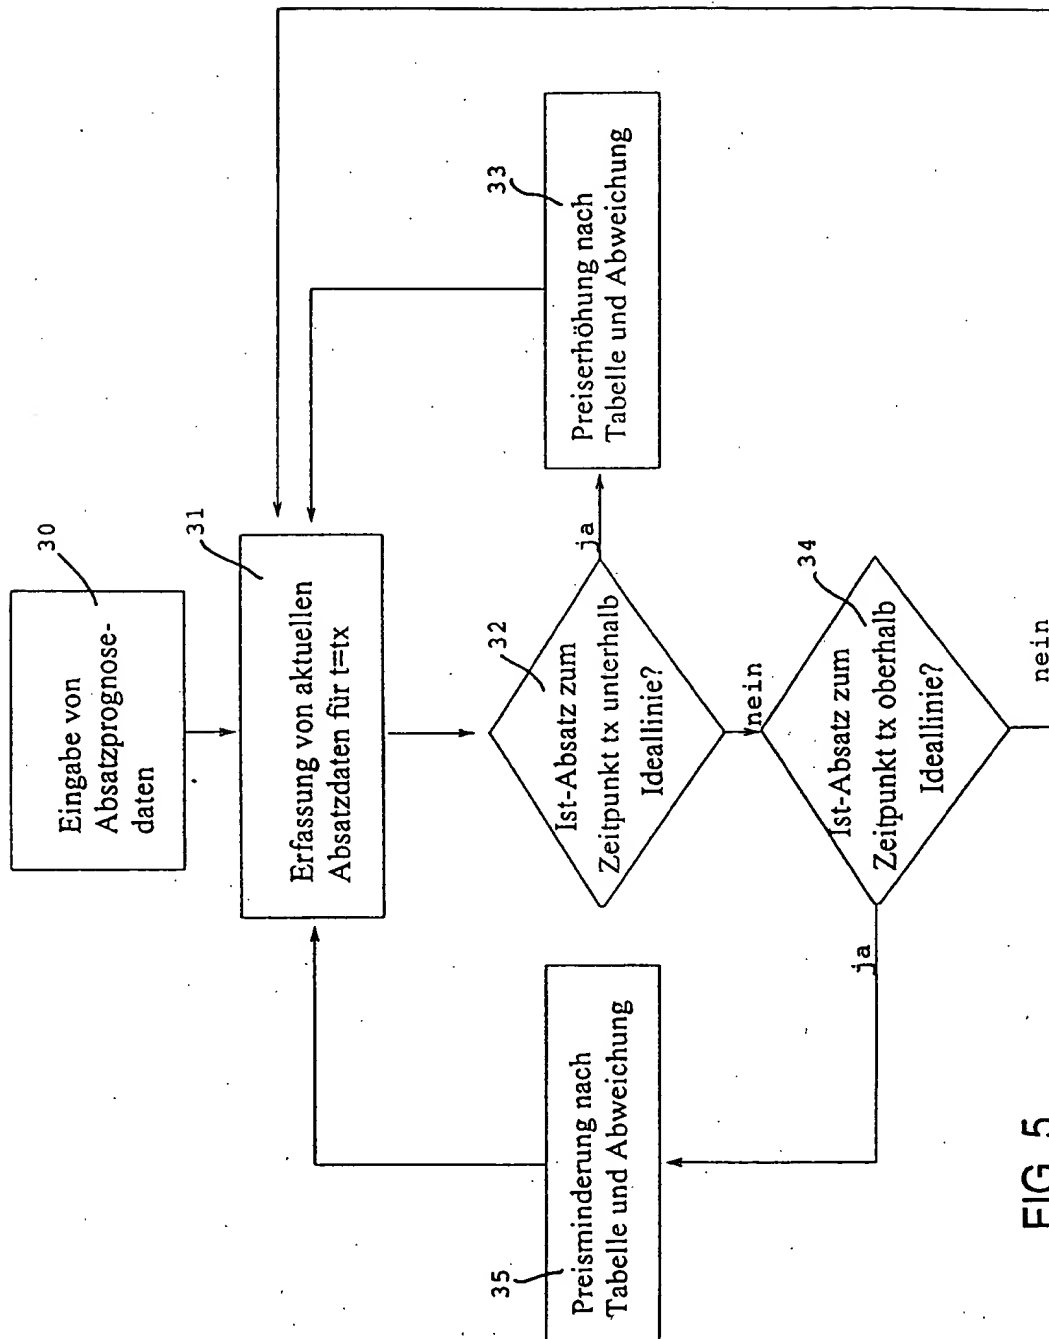 30
Eingabe von
Absatzprognose-
daten
31
Erfassung von aktuellen
Absatzdaten für t=tx
32
Ist-Absatz zum
Zeitpunkt tx unterhalb
Ideallinie?
ja
33
Preiserhöhung nach
Tabelle und Abweichung
nein
34
Ist-Absatz zum
Zeitpunkt tx oberhalb
Ideallinie?
ja
nein
35
Preisminderung nach
Tabelle und Abweichung
FIG. 5